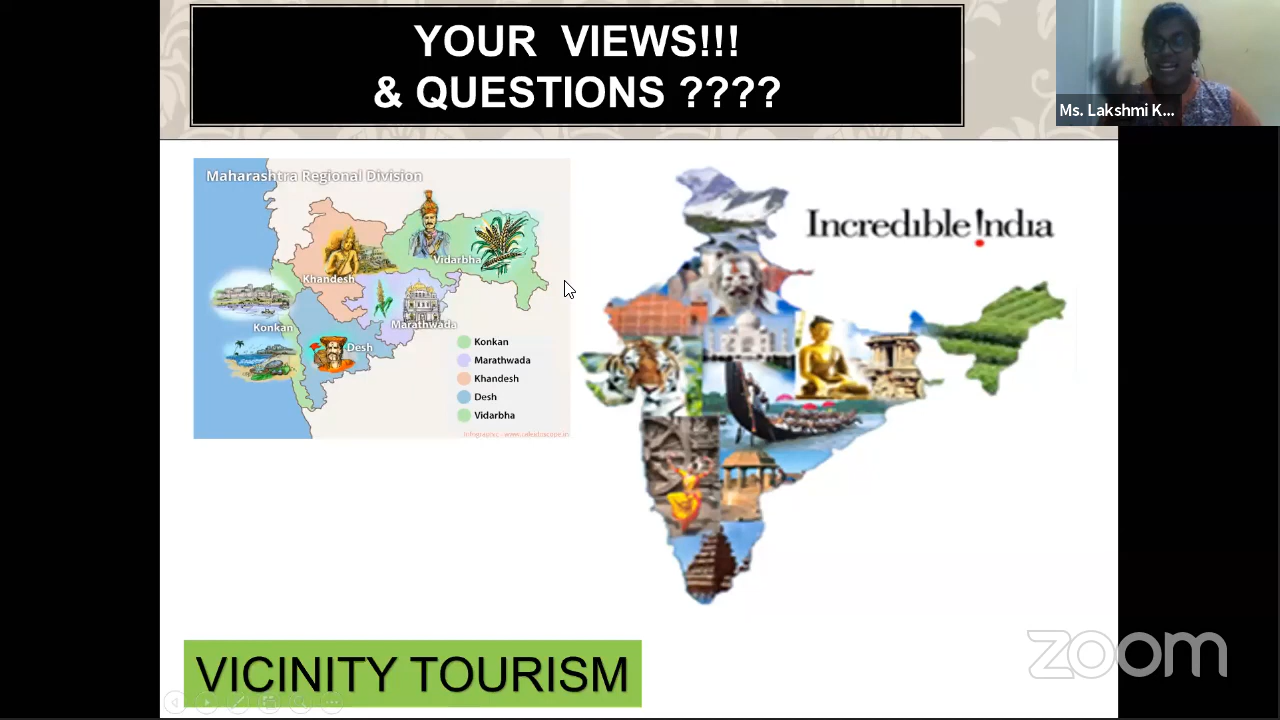 YOUR VIEWS!!!
& QUESTIONS ????
Ms. Lakshmi K...
Maharashtra Regional Division
Incredible !ndia
Vidarbha
Khandesh
Marathwada
Konkan
Desh
Konkan
Marathwada
Khandesh
Desh
Vidarbha
VICINITY TOURISM
zoom